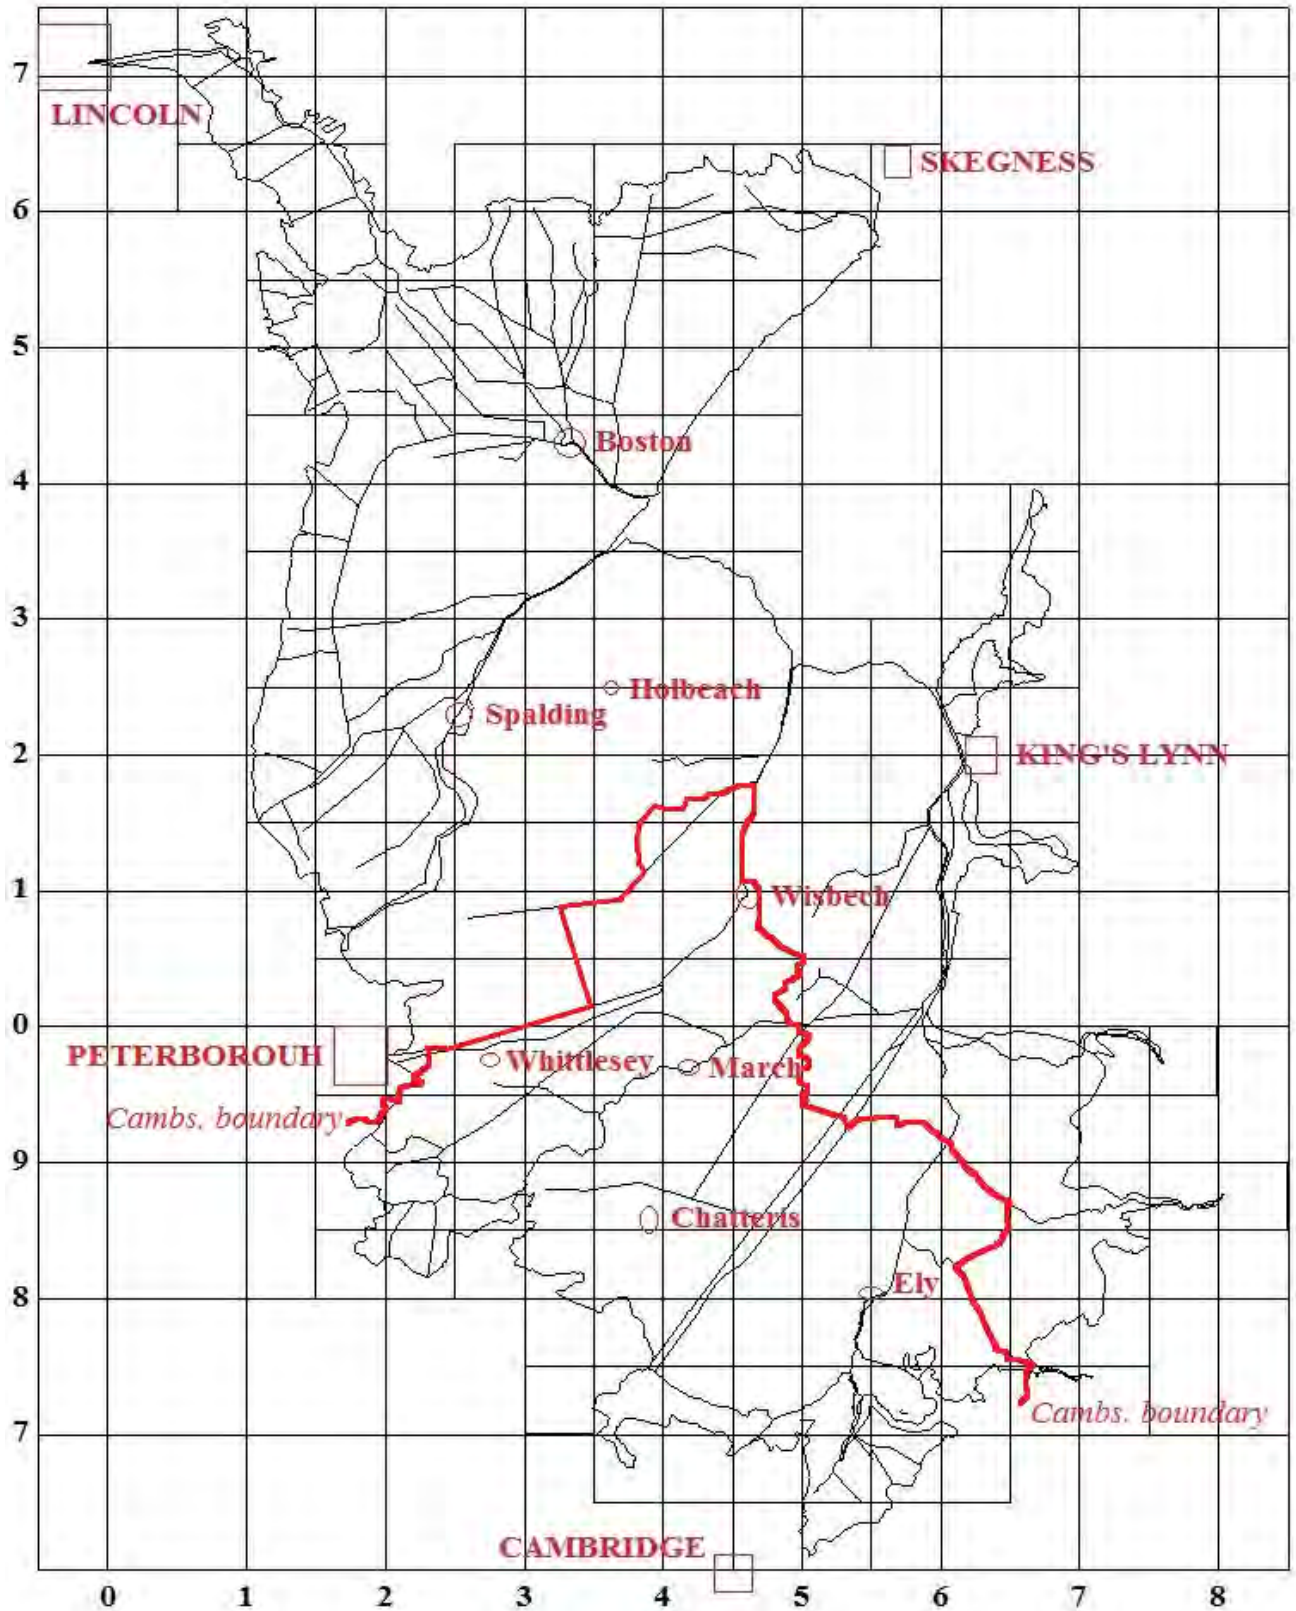 7
LINCOLN
SKEGNESS
6
5
Boston
4
3
Holbeach
Spalding
2
KING'S LYNN
1
Wisbech
0
PETERBOROUH
Whittlesey
March
Cambs. boundary
9
Chatteris
Ely
8
Cambs. boundary
7
CAMBRIDGE
0 1 2 3 4 5 6 7 8